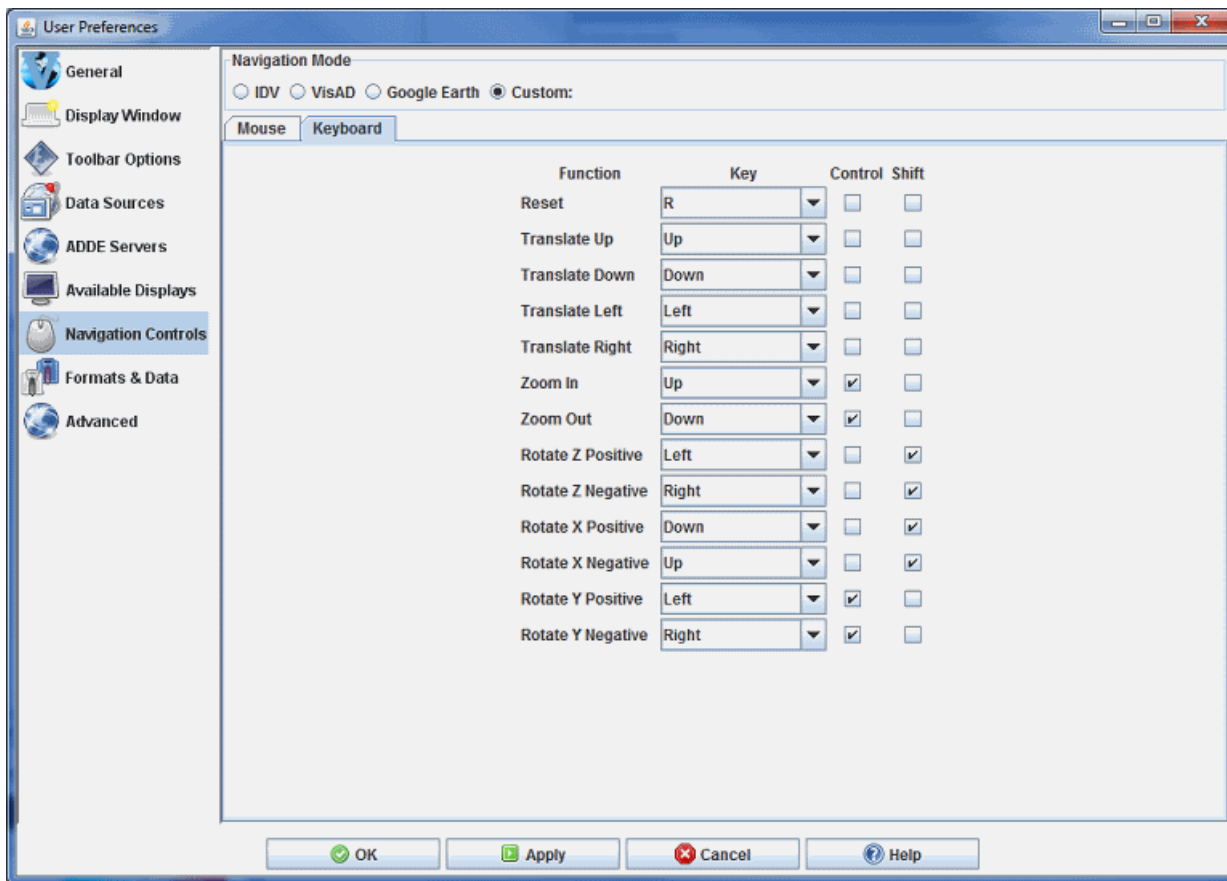 User Preferences
General
Display Window
Toolbar Options
Data Sources
ADDE Servers
Available Displays
Navigation Controls
Formats & Data
Advanced
Navigation Mode
IDV VisAD Google Earth Custom:
Mouse Keyboard
Function Key Control Shift
Reset R
Translate Up Up
Translate Down Down
Translate Left Left
Translate Right Right
Zoom In Up
Zoom Out Down
Rotate Z Positive Left
Rotate Z Negative Right
Rotate X Positive Down
Rotate X Negative Up
Rotate Y Positive Left
Rotate Y Negative Right
OK Apply Cancel Help